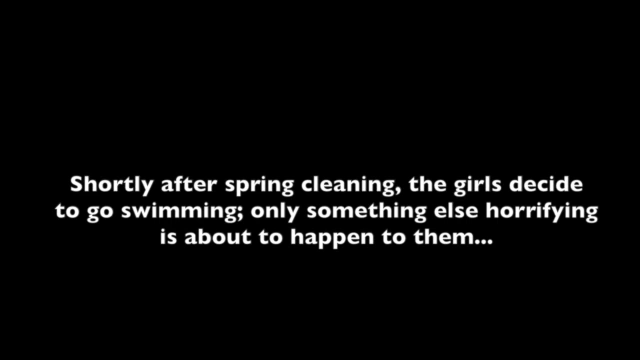 Shortly after spring cleaning, the girls decide
to go swimming; only something else horrifying
is about to happen to them...